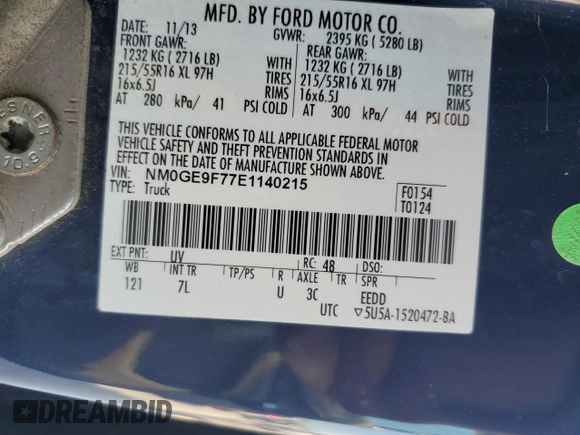 MFD. BY FORD MOTOR CO.
DATE: 11/13 GVWR: 2395 KG ( 5280 LB)
FRONT GAWR: REAR GAWR:
1232 KG ( 2716 LB) 1232 KG ( 2716 LB)
215/55R16 XL 97H TIRES 215/55R16 XL 97H TIRES
16x6.5J RIMS 16x6.5J RIMS
AT 280 kPa/ 41 PSI COLD AT 300 kPa/ 44 PSI COLD
THIS VEHICLE CONFORMS TO ALL APPLICABLE FEDERAL MOTOR
VEHICLE SAFETY AND THEFT PREVENTION STANDARDS IN
EFFECT ON THE DATE OF MANUFACTURE SHOWN ABOVE.
VIN: NM0GE9F77E1140215
TYPE: Truck
F0154
T0124
EXT PNT: UV RC: 48 DSO:
WB INT TR TP/PS R AXLE TR SPR
121 7L U 3C EEDD
UTC ▽5U5A-1520472-BA
10.9
DREAMBID